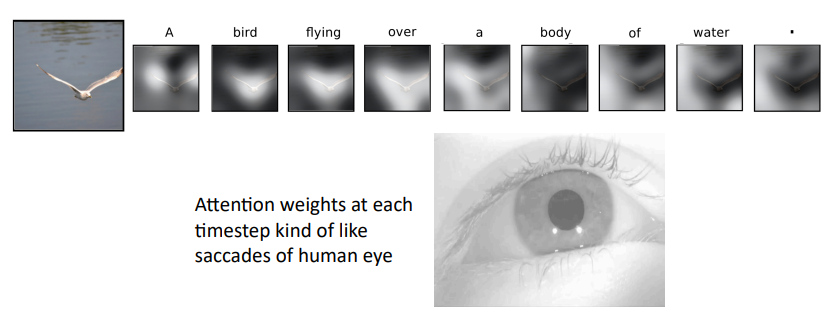 A bird flying over a body of water .
Attention weights at each
timestep kind of like
saccades of human eye